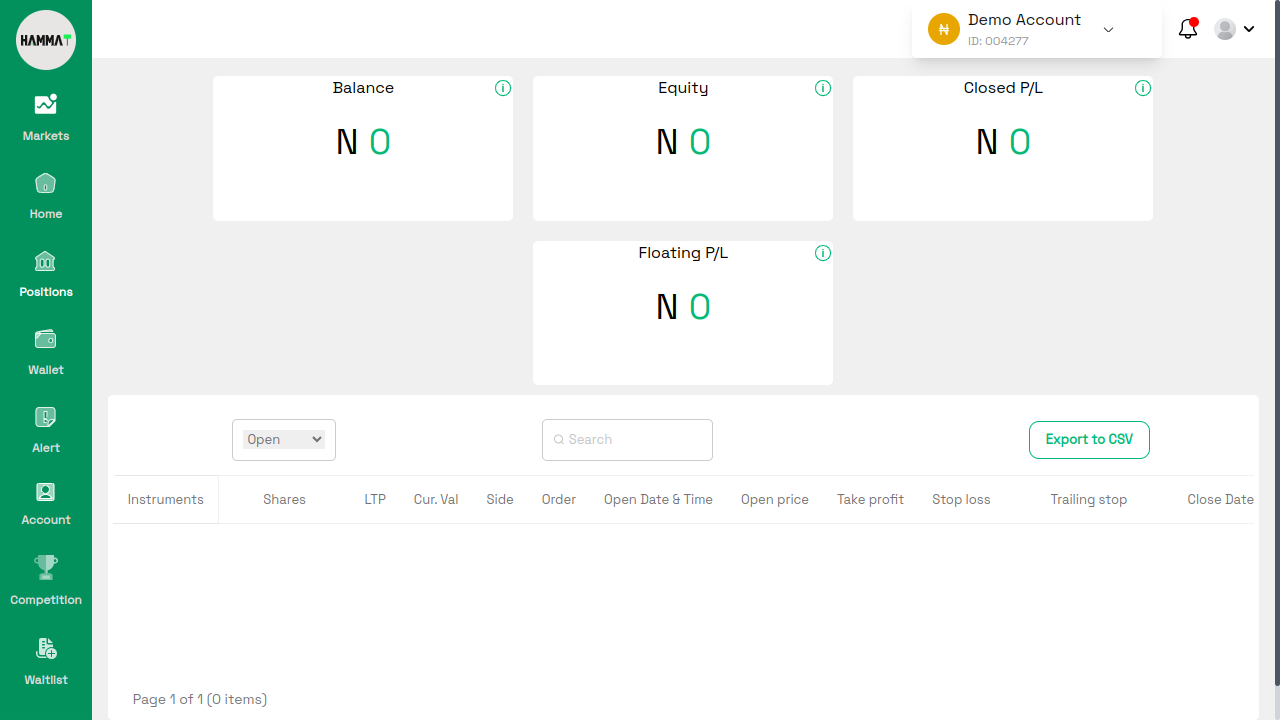 HAMMAT
Markets
Home
Positions
Wallet
Alert
Account
Competition
Waitlist
₦
Demo Account
ID: 004277
Balance
N 0
Equity
N 0
Closed P/L
N 0
Floating P/L
N 0
Open
Search
Export to CSV
Instruments Shares LTP Cur. Val Side Order Open Date & Time Open price Take profit Stop loss Trailing stop Close Date
Page 1 of 1 (0 items)